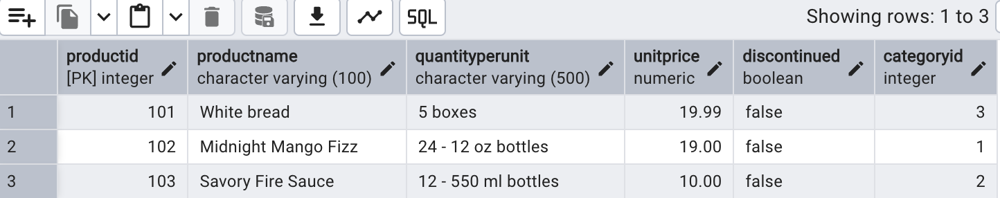 SQL Showing rows: 1 to 3
productid productname quantityperunit unitprice discontinued categoryid
[PK] integer character varying (100) character varying (500) numeric boolean integer
1 101 White bread 5 boxes 19.99 false 3
2 102 Midnight Mango Fizz 24 - 12 oz bottles 19.00 false 1
3 103 Savory Fire Sauce 12 - 550 ml bottles 10.00 false 2